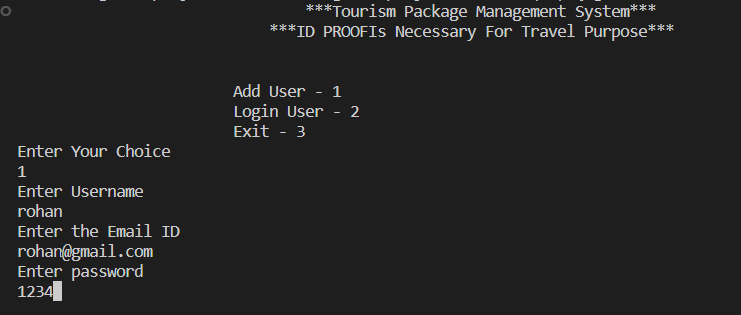 ***Tourism Package Management System***
***ID PROOFIs Necessary For Travel Purpose***
Add User - 1
Login User - 2
Exit - 3
Enter Your Choice
1
Enter Username
rohan
Enter the Email ID
rohan@gmail.com
Enter password
1234